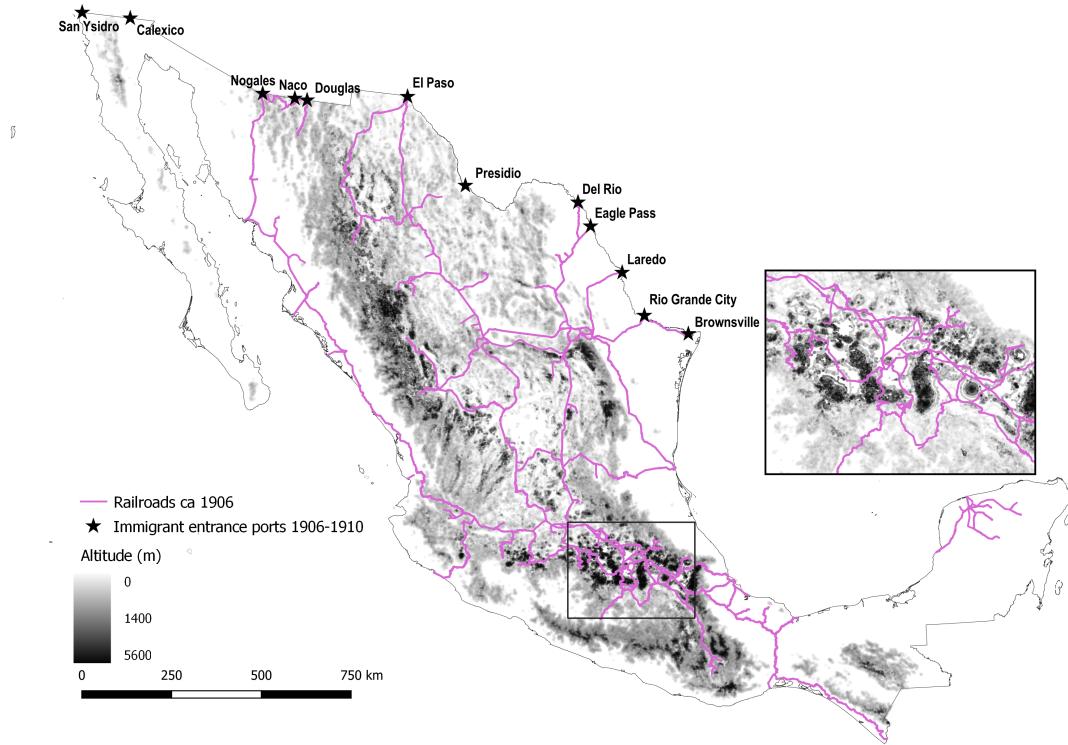 San Ysidro
Calexico
Nogales
Naco
Douglas
El Paso
Presidio
Del Rio
Eagle Pass
Laredo
Rio Grande City
Brownsville
Railroads ca 1906
Immigrant entrance ports 1906-1910
Altitude (m)
0
1400
5600
0 250 500 750 km